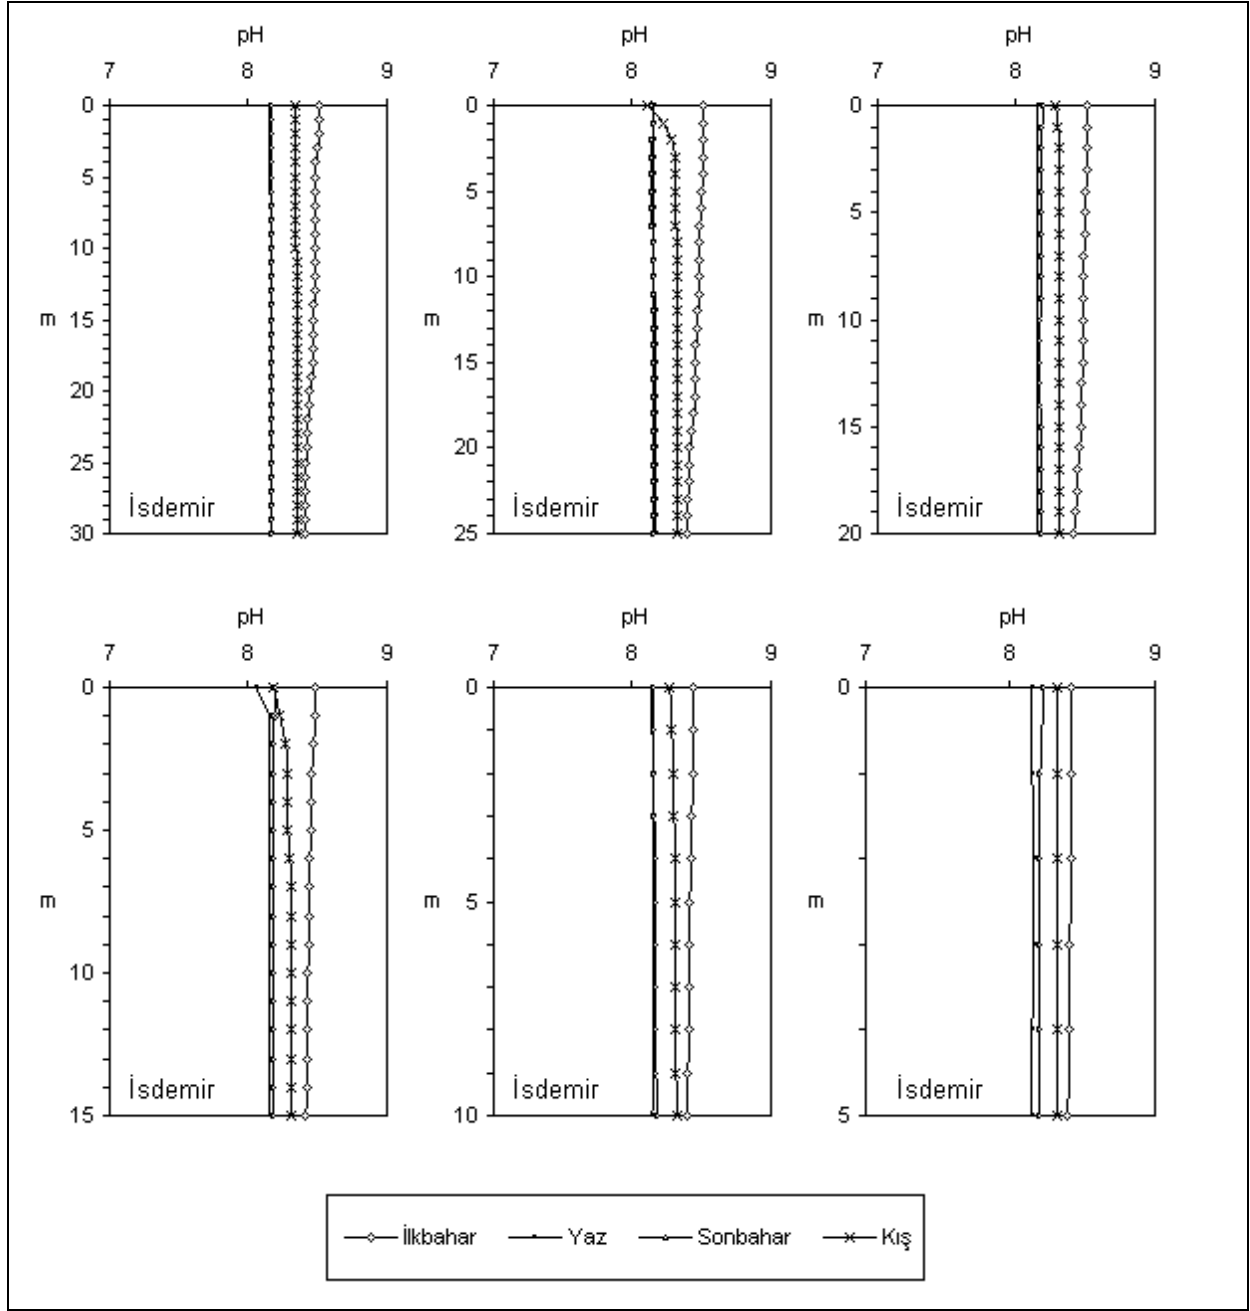 pH pH pH
7 8 9 7 8 9 7 8 9
0 0 0
5
5 5
10
10
m 15 m m 10
15
20
15
20
25
İsdemir İsdemir İsdemir
30 25 20
pH pH pH
7 8 9 7 8 9 7 8 9
0 0 0
5
m m 5 m
10
İsdemir İsdemir İsdemir
15 10 5
İlkbahar Yaz Sonbahar Kış